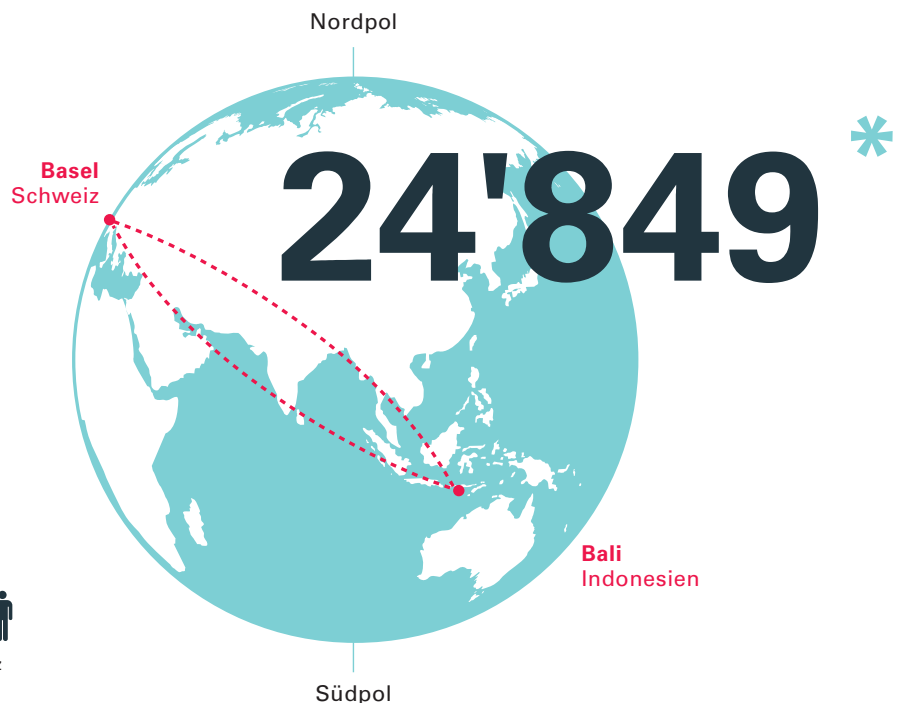 Nordpol
24'849*
Basel
Schweiz
Bali
Indonesien
z
Südpol